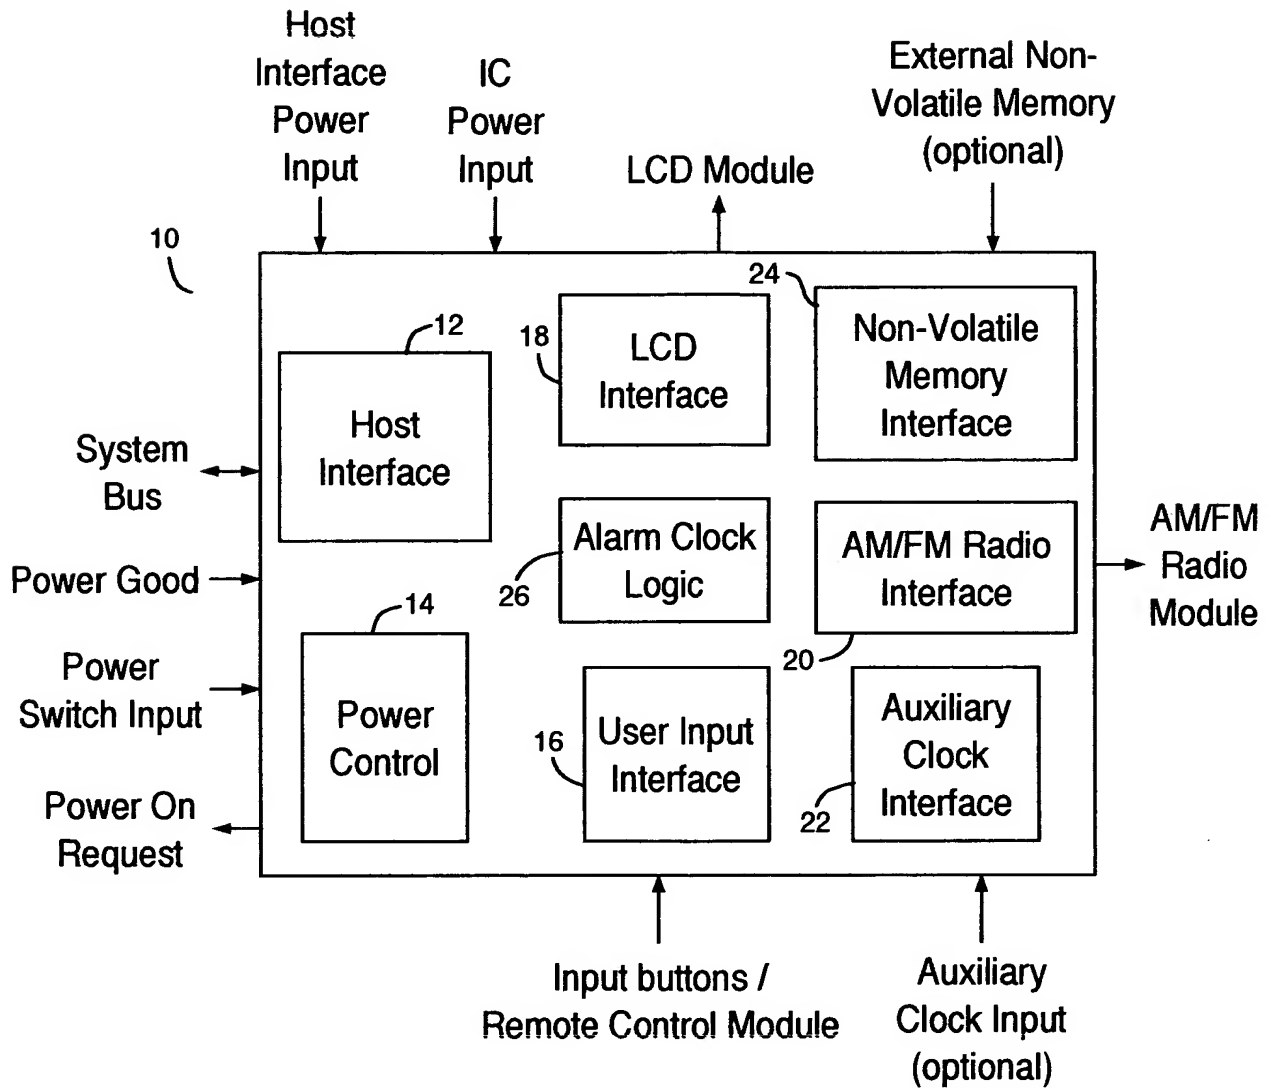 Host
Interface
Power
Input
IC
Power
Input
LCD Module
External Non-
Volatile Memory
(optional)
10
12
Host
Interface
18
LCD
Interface
24
Non-Volatile
Memory
Interface
System
Bus
Power Good
Power
Switch Input
Power On
Request
14
Power
Control
26
Alarm Clock
Logic
AM/FM Radio
Interface
20
AM/FM
Radio
Module
16
User Input
Interface
22
Auxiliary
Clock
Interface
Input buttons /
Remote Control Module
Auxiliary
Clock Input
(optional)